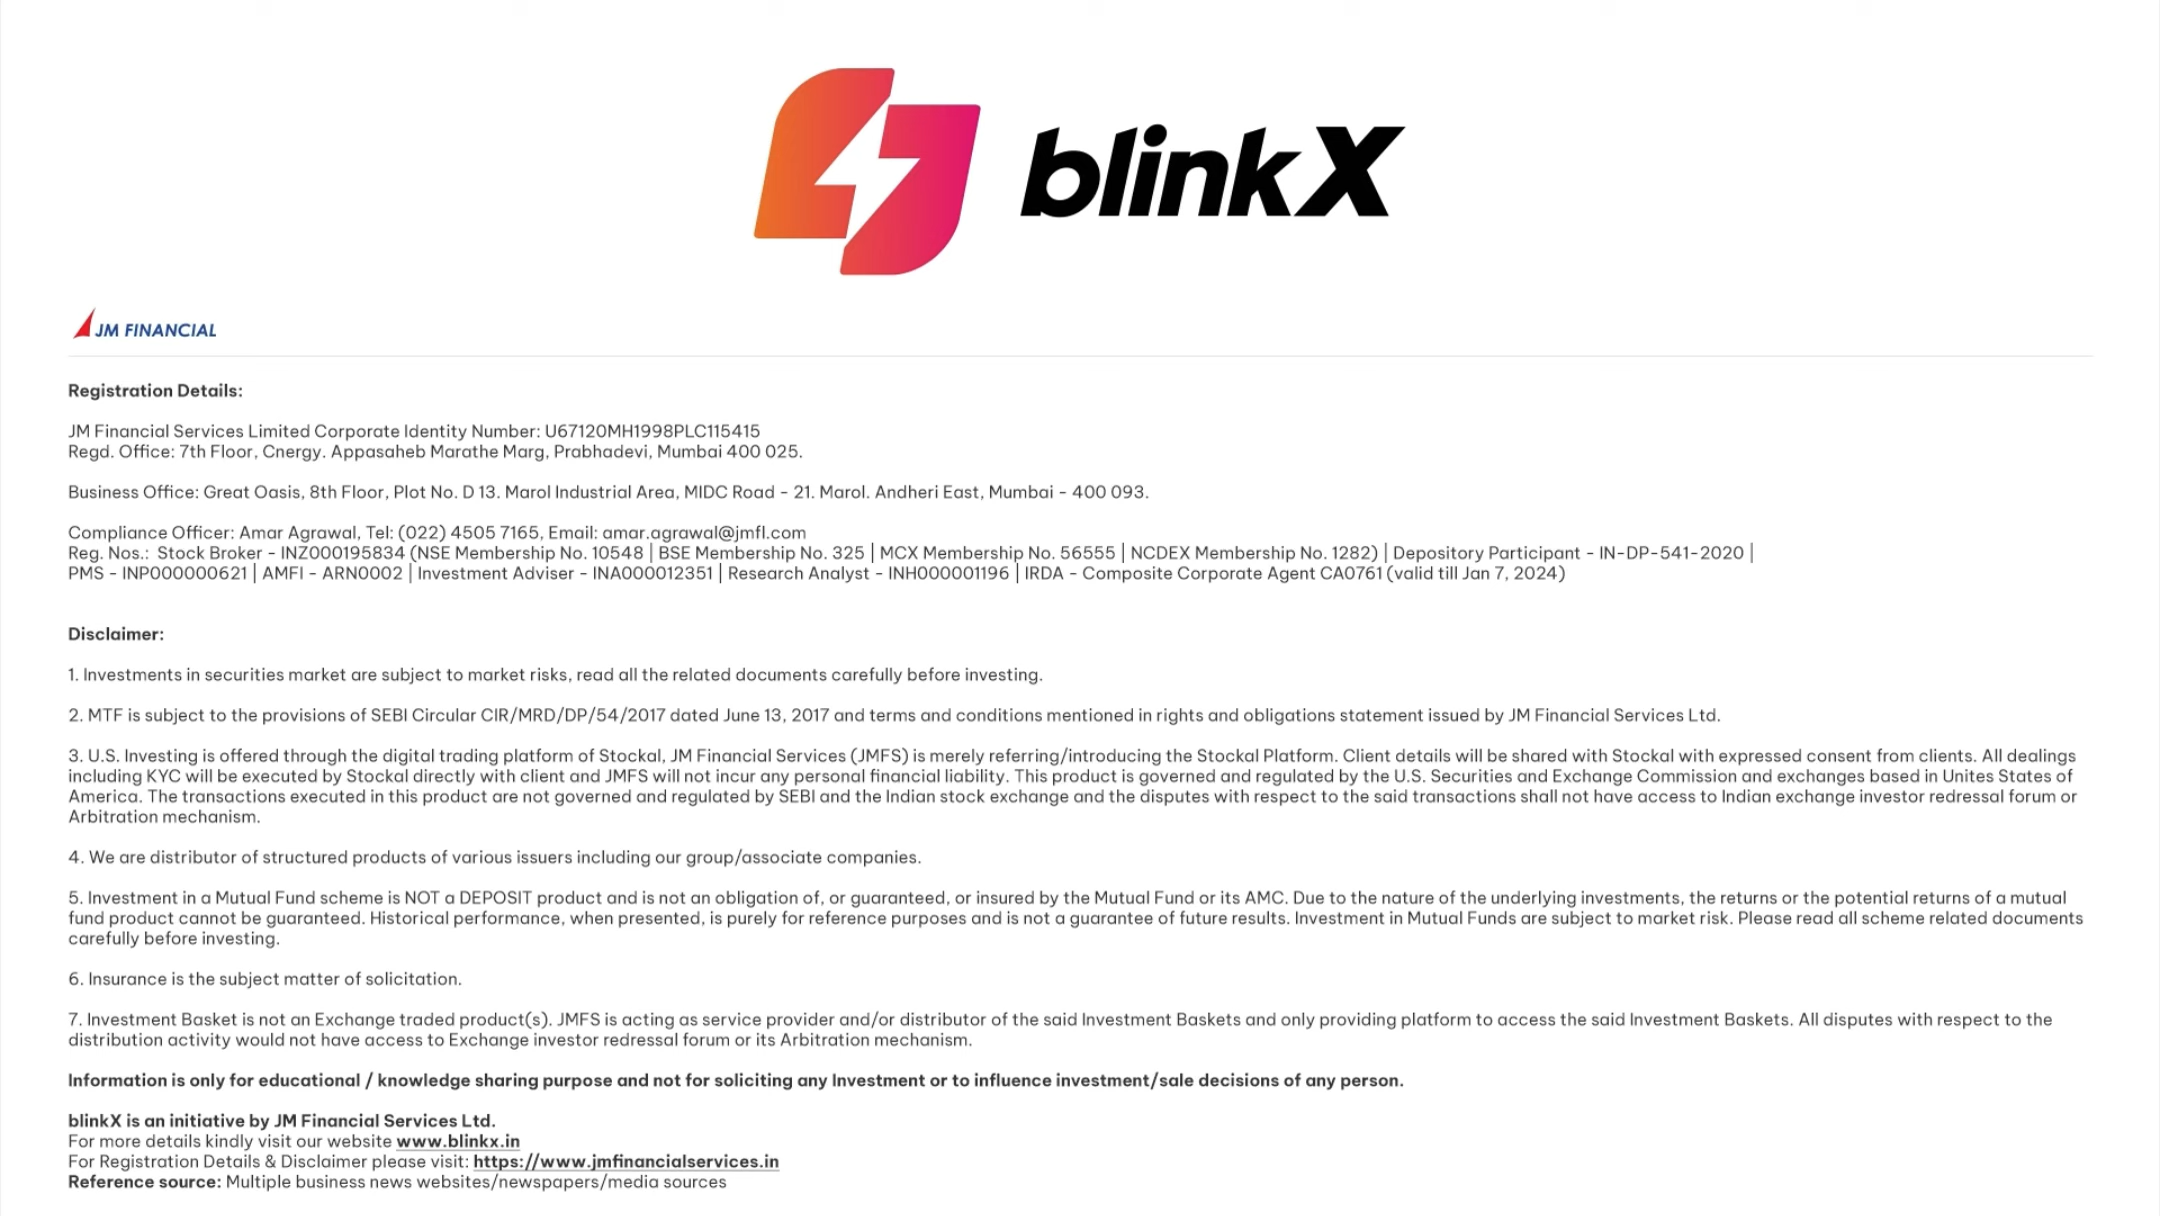 blinkX
JM FINANCIAL
Registration Details:
JM Financial Services Limited Corporate Identity Number: U67120MH1998PLC115415
Regd. Office: 7th Floor, Cnergy. Appasaheb Marathe Marg, Prabhadevi, Mumbai 400 025.
Business Office: Great Oasis, 8th Floor, Plot No. D 13. Marol Industrial Area, MIDC Road - 21. Marol. Andheri East, Mumbai - 400 093.
Compliance Officer: Amar Agrawal, Tel: (022) 4505 7165, Email: amar.agrawal@jmfl.com
Reg. Nos.: Stock Broker - INZ000195834 (NSE Membership No. 10548 | BSE Membership No. 325 | MCX Membership No. 56555 | NCDEX Membership No. 1282) | Depository Participant - IN-DP-541-2020 |
PMS - INP000000621 | AMFI - ARN0002 | Investment Adviser - INA000012351 | Research Analyst - INH000001196 | IRDA - Composite Corporate Agent CA0761 (valid till Jan 7, 2024)
Disclaimer:
1. Investments in securities market are subject to market risks, read all the related documents carefully before investing.
2. MTF is subject to the provisions of SEBI Circular CIR/MRD/DP/54/2017 dated June 13, 2017 and terms and conditions mentioned in rights and obligations statement issued by JM Financial Services Ltd.
3. U.S. Investing is offered through the digital trading platform of Stockal, JM Financial Services (JMFS) is merely referring/introducing the Stockal Platform. Client details will be shared with Stockal with expressed consent from clients. All dealings
including KYC will be executed by Stockal directly with client and JMFS will not incur any personal financial liability. This product is governed and regulated by the U.S. Securities and Exchange Commission and exchanges based in Unites States of
America. The transactions executed in this product are not governed and regulated by SEBI and the Indian stock exchange and the disputes with respect to the said transactions shall not have access to Indian exchange investor redressal forum or
Arbitration mechanism.
4. We are distributor of structured products of various issuers including our group/associate companies.
5. Investment in a Mutual Fund scheme is NOT a DEPOSIT product and is not an obligation of, or guaranteed, or insured by the Mutual Fund or its AMC. Due to the nature of the underlying investments, the returns or the potential returns of a mutual
fund product cannot be guaranteed. Historical performance, when presented, is purely for reference purposes and is not a guarantee of future results. Investment in Mutual Funds are subject to market risk. Please read all scheme related documents
carefully before investing.
6. Insurance is the subject matter of solicitation.
7. Investment Basket is not an Exchange traded product(s). JMFS is acting as service provider and/or distributor of the said Investment Baskets and only providing platform to access the said Investment Baskets. All disputes with respect to the
distribution activity would not have access to Exchange investor redressal forum or its Arbitration mechanism.
Information is only for educational / knowledge sharing purpose and not for soliciting any Investment or to influence investment/sale decisions of any person.
blinkX is an initiative by JM Financial Services Ltd.
For more details kindly visit our website www.blinkx.in
For Registration Details & Disclaimer please visit: https://www.jmfinancialservices.in
Reference source: Multiple business news websites/newspapers/media sources